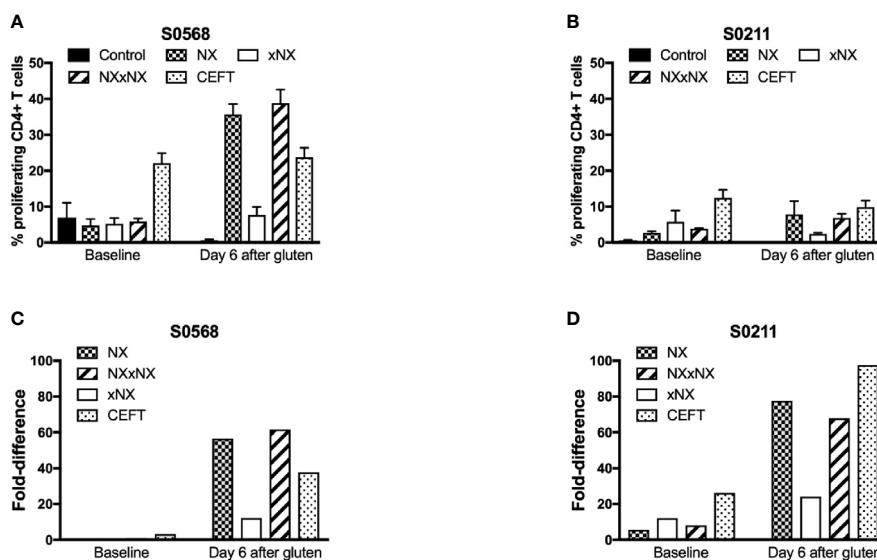 A
S0568
Control NX xNX
NXxNX CEFT
% proliferating CD4+ T cells
50
40
30
20
10
0
Baseline Day 6 after gluten
B
S0211
Control NX xNX
NXxNX CEFT
% proliferating CD4+ T cells
50
40
30
20
10
0
Baseline Day 6 after gluten
C
S0568
NX
NXxNX
xNX
CEFT
Fold-difference
100
80
60
40
20
0
Baseline Day 6 after gluten
D
S0211
NX
NXxNX
xNX
CEFT
Fold-difference
100
80
60
40
20
0
Baseline Day 6 after gluten